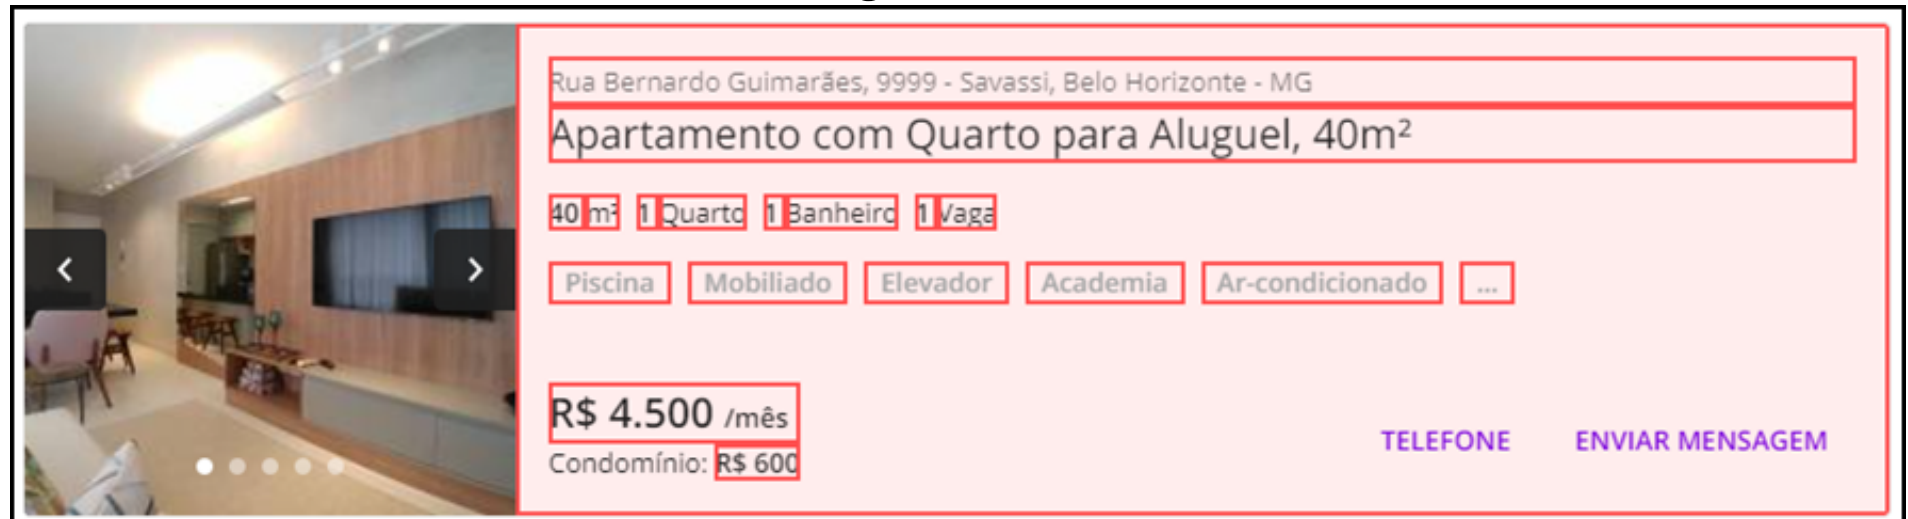 Rua Bernardo Guimarães, 9999 - Savassi, Belo Horizonte - MG
Apartamento com Quarto para Aluguel, 40m²
40 m² 1 Quarto 1 Banheiro 1 Vaga
Piscina Mobiliado Elevador Academia Ar-condicionado ...
R$ 4.500 /mês
Condomínio: R$ 600
TELEFONE ENVIAR MENSAGEM